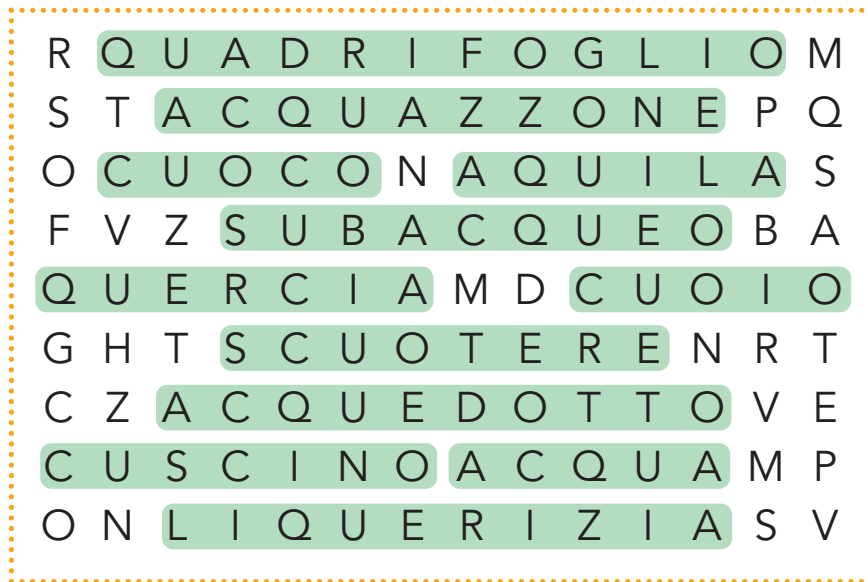 R Q U A D R I F O G L I O M
S T A C Q U A Z Z O N E P Q
O C U O C O N A Q U I L A S
F V Z S U B A C Q U E O B A
Q U E R C I A M D C U O I O
G H T S C U O T E R E N R T
C Z A C Q U E D O T T O V E
C U S C I N O A C Q U A M P
O N L I Q U E R I Z I A S V